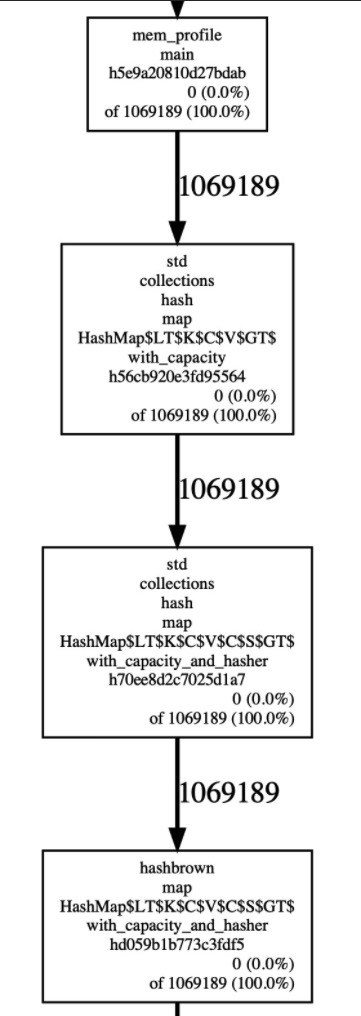 mem_profile
main
h5e9a20810d27bdab
0 (0.0%)
of 1069189 (100.0%)
1069189
std
collections
hash
map
HashMap$LT$K$C$V$GT$
with_capacity
h56cb920e3fd95564
0 (0.0%)
of 1069189 (100.0%)
1069189
std
collections
hash
map
HashMap$LT$K$C$V$C$S$GT$
with_capacity_and_hasher
h70ee8d2c7025d1a7
0 (0.0%)
of 1069189 (100.0%)
1069189
hashbrown
map
HashMap$LT$K$C$V$C$S$GT$
with_capacity_and_hasher
hd059b1b773c3fdf5
0 (0.0%)
of 1069189 (100.0%)